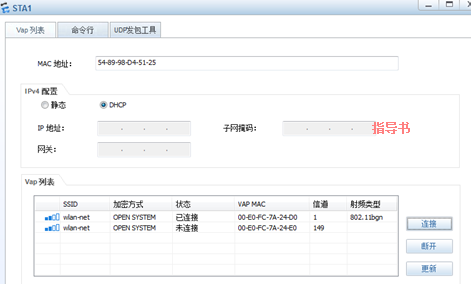 STA1
Vap 列表 命令行 UDP发包工具
MAC 地址: 54-89-98-D4-51-25
IPv4 配置
静态 DHCP
IP 地址: . . . 子网掩码: . . . 指导书
网关: . . .
Vap 列表
SSID 加密方式 状态 VAP MAC 信道 射频类型
wlan-net OPEN SYSTEM 已连接 00-E0-FC-7A-24-D0 1 802.11bgn
wlan-net OPEN SYSTEM 未连接 00-E0-FC-7A-24-E0 149
连接
断开
更新